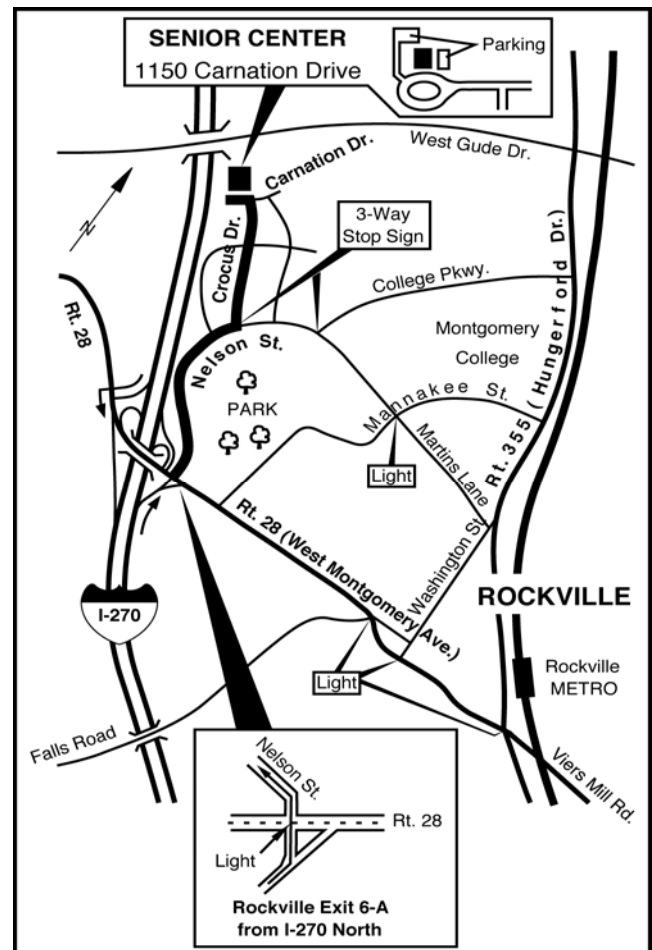 SENIOR CENTER
1150 Carnation Drive
Parking
West Gude Dr.
Carnation Dr.
N
3-Way
Stop Sign
Crocus Dr.
Rt. 28
College Pkwy.
Nelson St.
Montgomery
College
PARK
Mannakee St.
Rt. 355 (Hungerford Dr.)
Martins Lane
Light
Rt. 28 (West Montgomery Ave.)
Washington St.
I-270
ROCKVILLE
Rockville
METRO
Light
Falls Road
Viers Mill Rd.
Nelson St.
Rt. 28
Light
Rockville Exit 6-A
from I-270 North